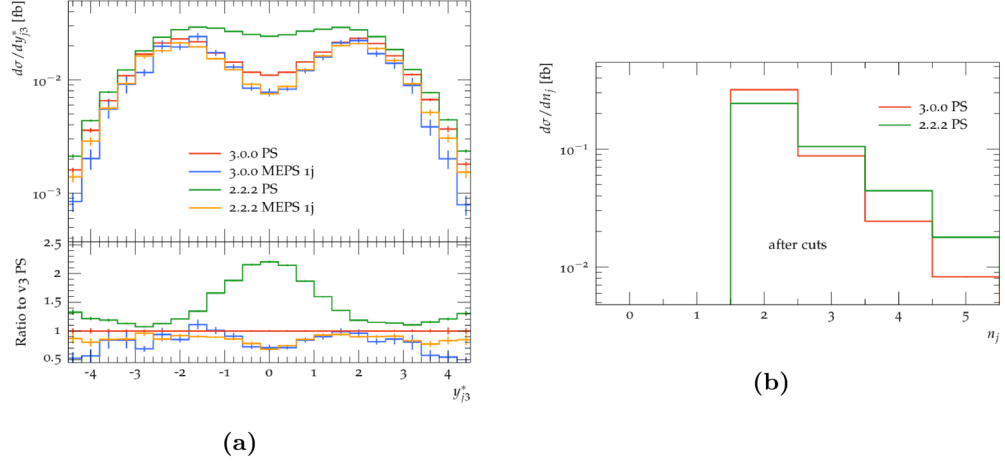 dσ/dy*j3 [fb]
10−2
10−3
3.0.0 PS
3.0.0 MEPS 1j
2.2.2 PS
2.2.2 MEPS 1j
Ratio to v3 PS
2.5
2
1.5
1
0.5
-4 -3 -2 -1 0 1 2 3 4
y*j3
(a)
dσ/dnj [fb]
10−1
10−2
3.0.0 PS
2.2.2 PS
after cuts
0 1 2 3 4 5
nj
(b)